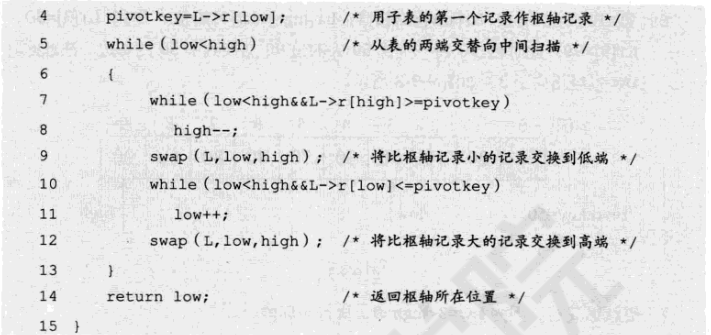 4 pivotkey=L->r[low]; /* 用子表的第一个记录作枢轴记录 */
5 while(low<high) /* 从表的两端交替向中间扫描 */
6 {
7 while(low<high&&L->r[high]>=pivotkey)
8 high--;
9 swap(L,low,high); /* 将比枢轴记录小的记录交换到低端 */
10 while(low<high&&L->r[low]<=pivotkey)
11 low++;
12 swap(L,low,high); /* 将比枢轴记录大的记录交换到高端 */
13 }
14 return low; /* 返回枢轴所在位置 */
15 }